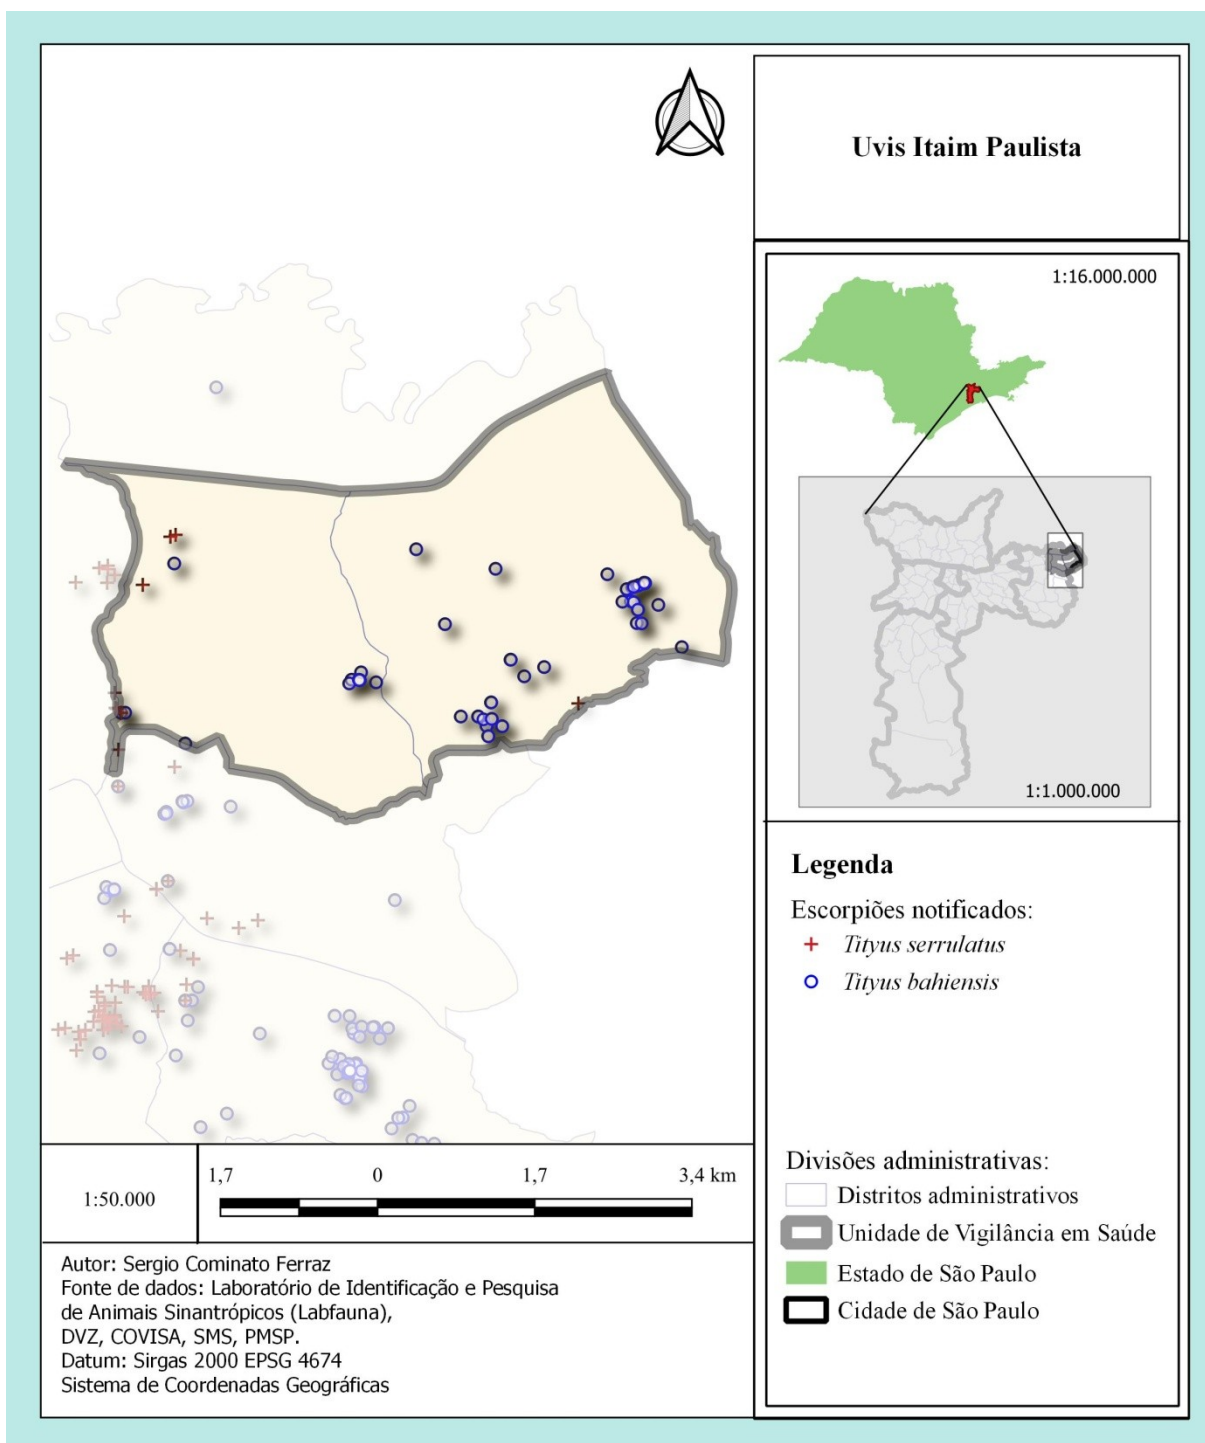 Uvis Itaim Paulista
1:16.000.000
1:1.000.000
Legenda
Escorpiões notificados:
Tityus serrulatus
Tityus bahiensis
Divisões administrativas:
Distritos administrativos
Unidade de Vigilância em Saúde
Estado de São Paulo
Cidade de São Paulo
1:50.000
1,7 0 1,7 3,4 km
Autor: Sergio Cominato Ferraz
Fonte de dados: Laboratório de Identificação e Pesquisa
de Animais Sinantrópicos (Labfauna),
DVZ, COVISA, SMS, PMSP.
Datum: Sirgas 2000 EPSG 4674
Sistema de Coordenadas Geográficas